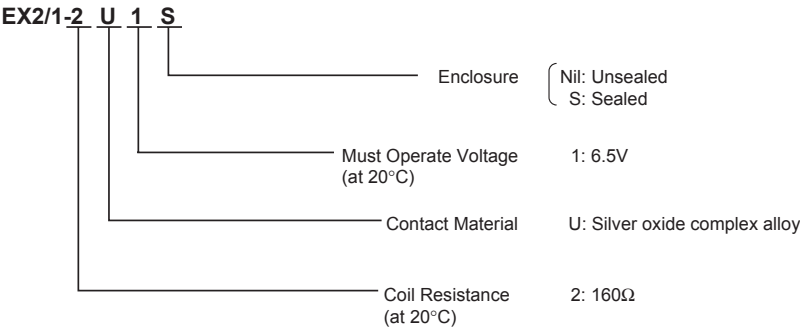 EX2/1-2 U 1 S
Enclosure Nil: Unsealed
S: Sealed
Must Operate Voltage 1: 6.5V
(at 20°C)
Contact Material U: Silver oxide complex alloy
Coil Resistance 2: 160Ω
(at 20°C)